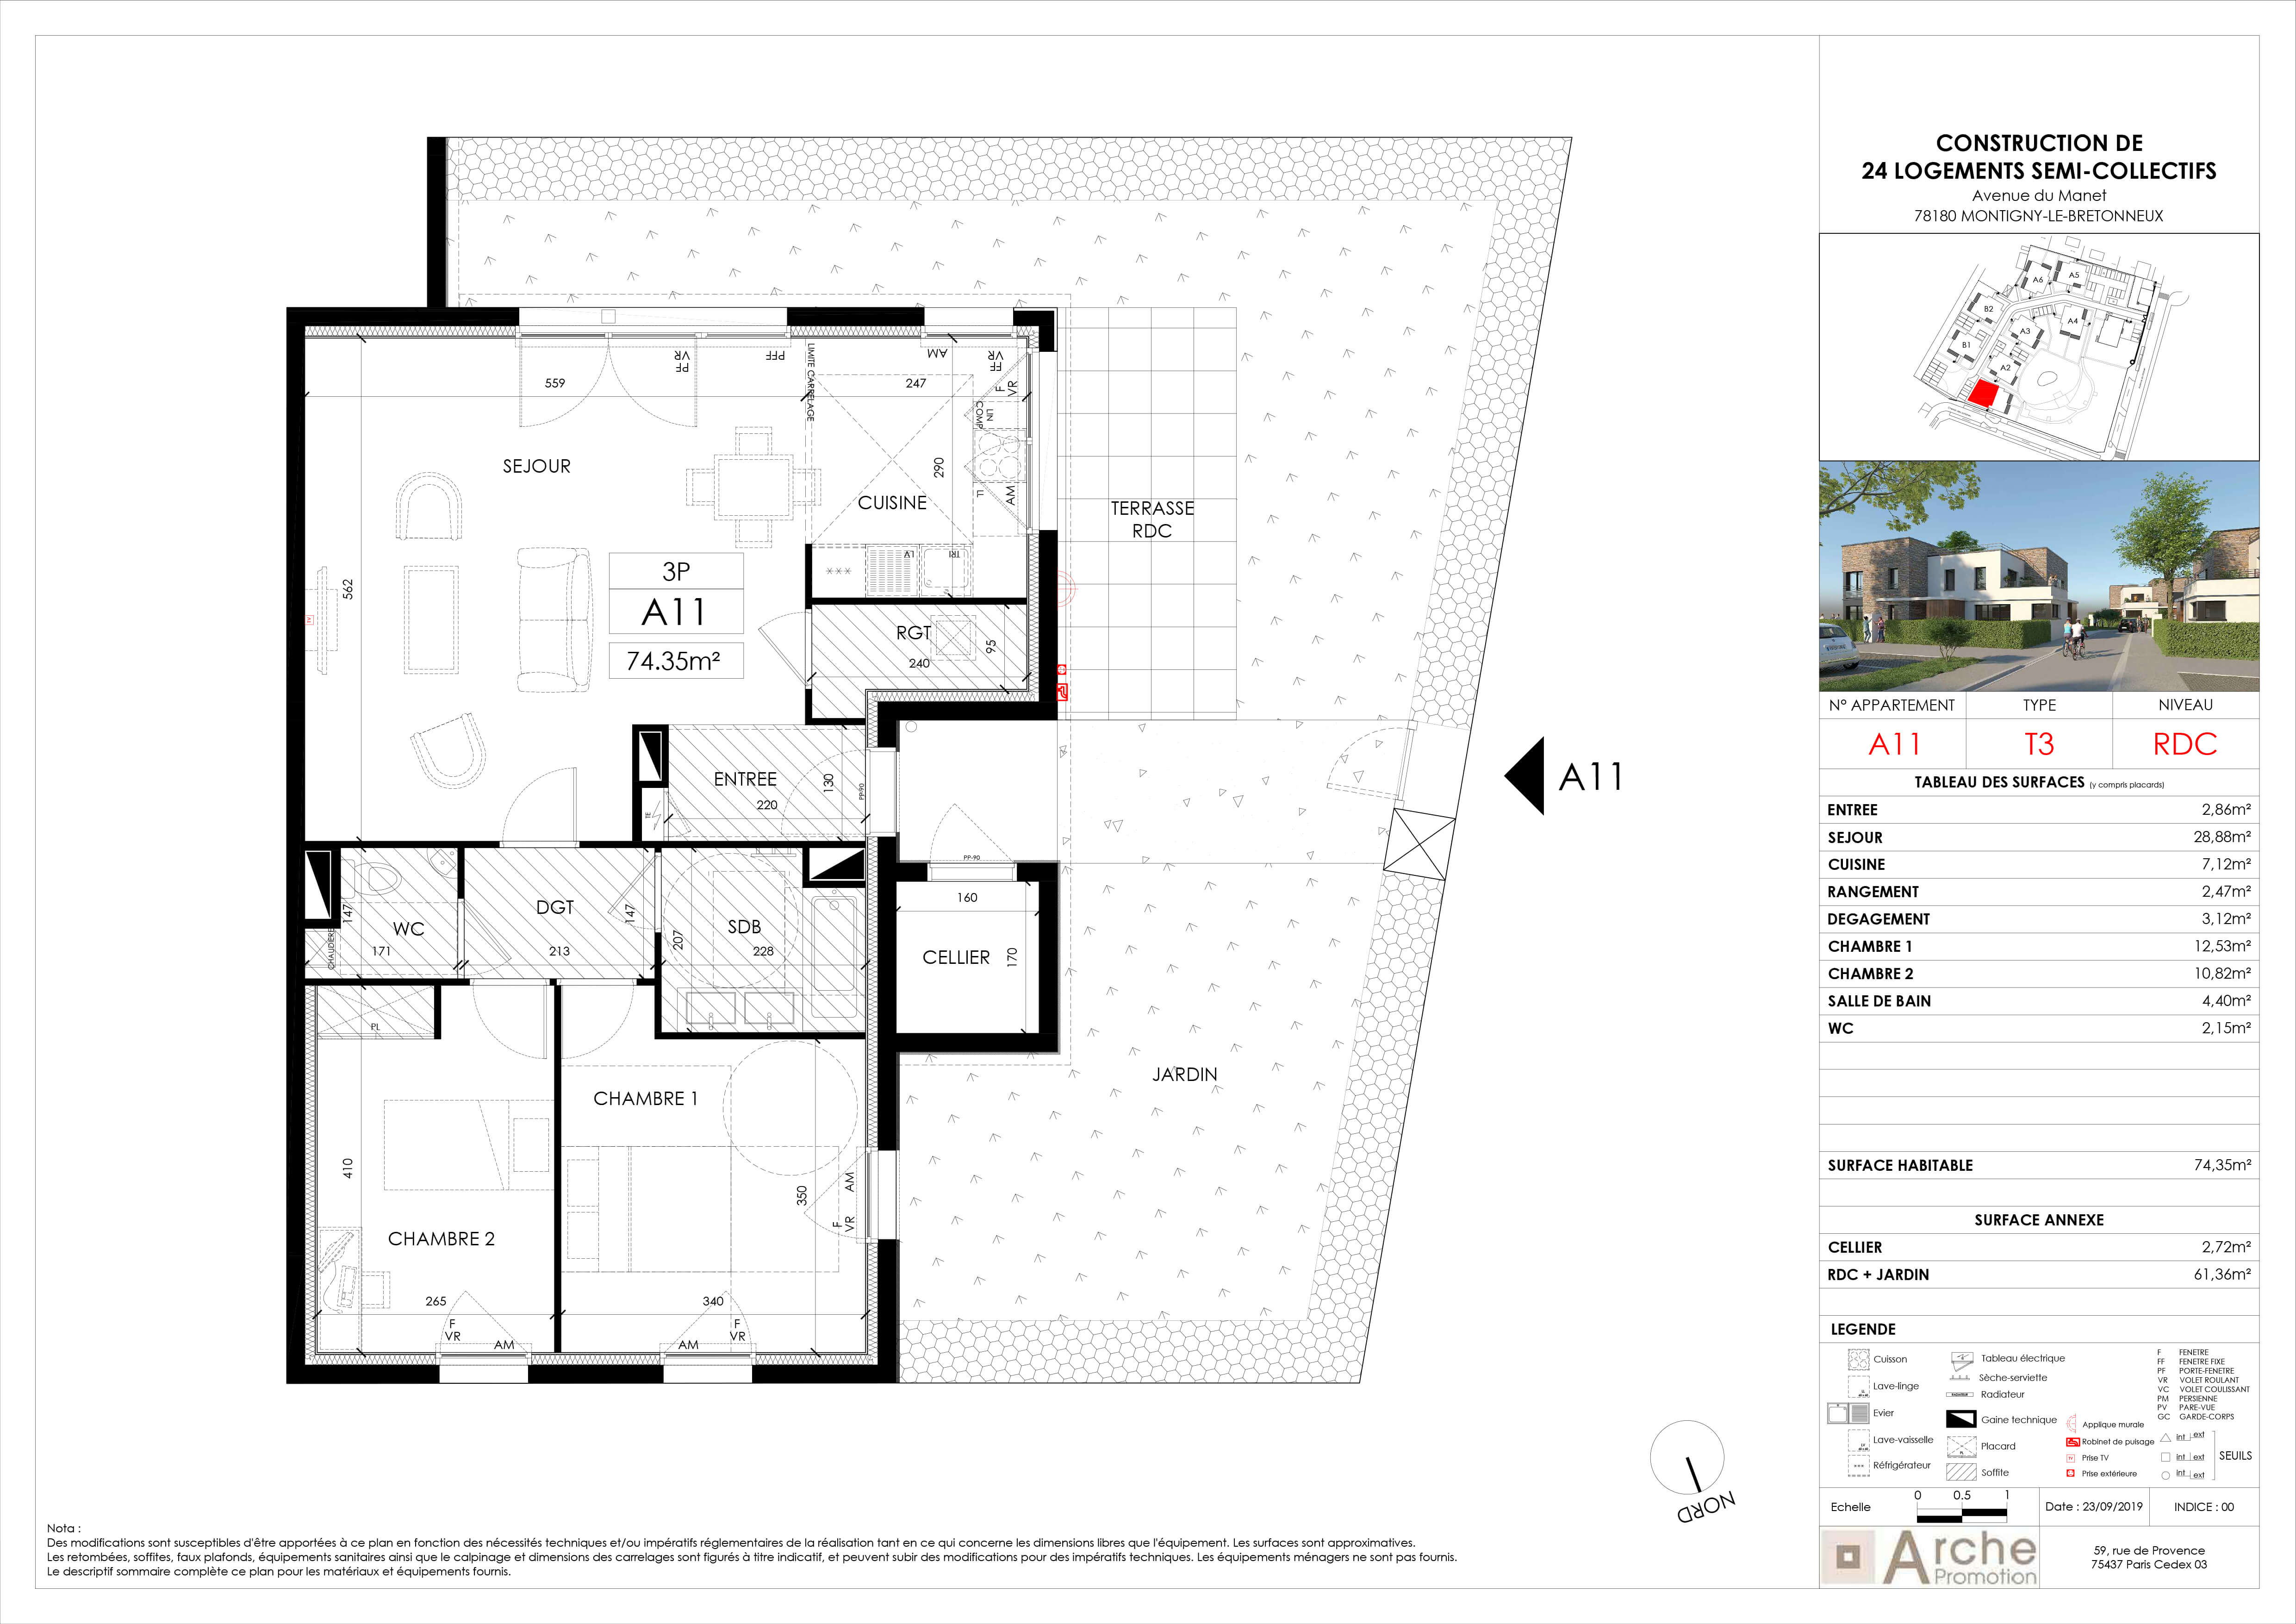 559
PF
VR
PFF
LIMITE CARRELAGE
AM
FF
VR
247
F
VR
LIN
COMP
SEJOUR
290
CUISINE
LL
AM
TERRASSE
RDC
LV
TRI
3P
A11
74.35m²
562
TV
RGT
240
95
ENTREE
220
130
PP-90
TE
A11
PP-90
147
WC
171
CHAUDIERE
DGT
213
147
SDB
207
228
160
CELLIER
170
PL
JARDIN
CHAMBRE 1
410
350
AM
F
VR
CHAMBRE 2
265
340
F
VR
AM
AM
F
VR
NORD
Nota :
Des modifications sont susceptibles d'être apportées à ce plan en fonction des nécessités techniques et/ou impératifs réglementaires de la réalisation tant en ce qui concerne les dimensions libres que l'équipement. Les surfaces sont approximatives.
Les retombées, soffites, faux plafonds, équipements sanitaires ainsi que le calpinage et dimensions des carrelages sont figurés à titre indicatif, et peuvent subir des modifications pour des impératifs techniques. Les équipements ménagers ne sont pas fournis.
Le descriptif sommaire complète ce plan pour les matériaux et équipements fournis.
CONSTRUCTION DE
24 LOGEMENTS SEMI-COLLECTIFS
Avenue du Manet
78180 MONTIGNY-LE-BRETONNEUX
A6
A5
B2
A4
A3
B1
A2
N° APPARTEMENT TYPE NIVEAU
A11 T3 RDC
TABLEAU DES SURFACES (y compris placards)
ENTREE 2,86m²
SEJOUR 28,88m²
CUISINE 7,12m²
RANGEMENT 2,47m²
DEGAGEMENT 3,12m²
CHAMBRE 1 12,53m²
CHAMBRE 2 10,82m²
SALLE DE BAIN 4,40m²
WC 2,15m²
SURFACE HABITABLE 74,35m²
SURFACE ANNEXE
CELLIER 2,72m²
RDC + JARDIN 61,36m²
LEGENDE
Cuisson
Lave-linge
Evier
Lave-vaisselle
Réfrigérateur
Tableau électrique
Sèche-serviette
Radiateur
Gaine technique
Placard
Soffite
Applique murale
Robinet de puisage
Prise TV
Prise extérieure
F FENETRE
FF FENETRE FIXE
PF PORTE-FENETRE
VR VOLET ROULANT
VC VOLET COULISSANT
PM PERSIENNE
PV PARE-VUE
GC GARDE-CORPS
int ext
int ext
int ext
SEUILS
Echelle
0 0.5 1
Date : 23/09/2019
INDICE : 00
Arche
Promotion
59, rue de Provence
75437 Paris Cedex 03